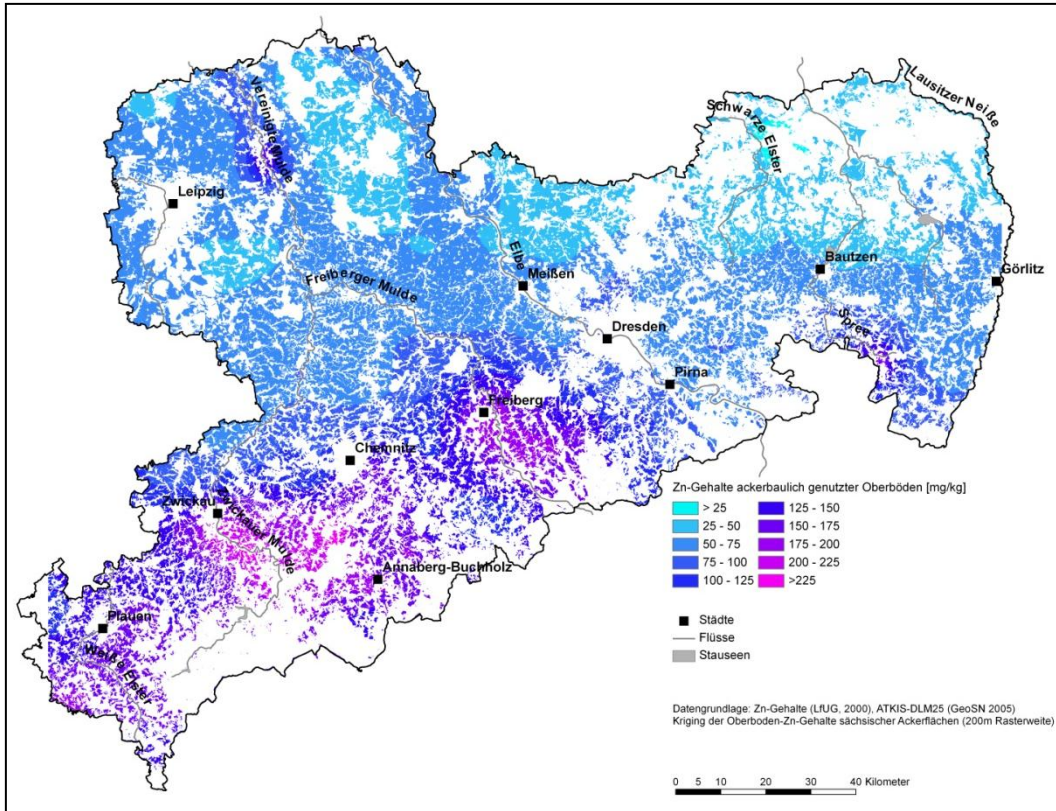 Lausitzer Neiße
Schwarze Elster
Vereinigte Mulde
Leipzig
Bautzen
Görlitz
Elbe
Meißen
Freiberger Mulde
Spree
Dresden
Pirna
Freiberg
Chemnitz
Zwickau
Zwickauer Mulde
Annaberg-Buchholz
Plauen
Weiße Elster
Zn-Gehalte ackerbaulich genutzter Oberböden [mg/kg]
> 25 125 - 150
25 - 50 150 - 175
50 - 75 175 - 200
75 - 100 200 - 225
100 - 125 >225
Städte
Flüsse
Stauseen
Datengrundlage: Zn-Gehalte (LfUG, 2000), ATKIS-DLM25 (GeoSN 2005)
Kriging der Oberboden-Zn-Gehalte sächsischer Ackerflächen (200m Rasterweite)
0 5 10 20 30 40 Kilometer